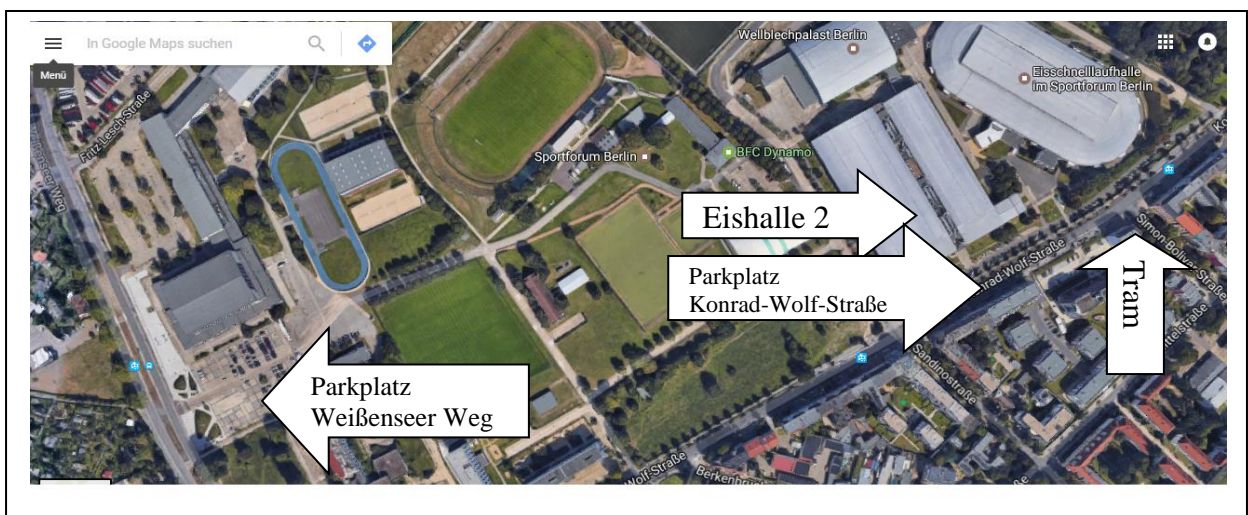 In Google Maps suchen
Menü
Fritz-Lesch-Straße
Wellblechpalast Berlin
Eisschnelllaufhalle
im Sportforum Berlin
Sportforum Berlin
BFC Dynamo
Eishalle 2
Parkplatz
Konrad-Wolf-Straße
Konrad-Wolf-Straße
Simon-Bolivar-Straße
Tram
Sandinostraße
Parkplatz
Weißenseer Weg
Wolf-Straße